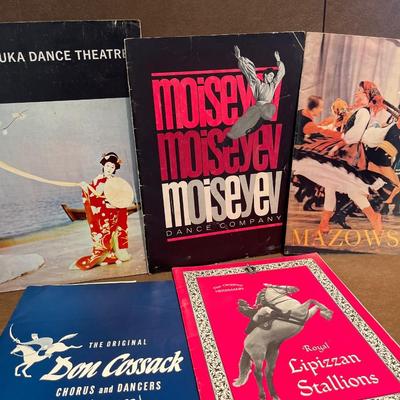 UKA DANCE THEATRE
moiseyev
moiseyev
moiseyev
DANCE COMPANY
MAZOWS
THE ORIGINAL
Don Cossack
CHORUS and DANCERS
Royal
Lipizzan
Stallions